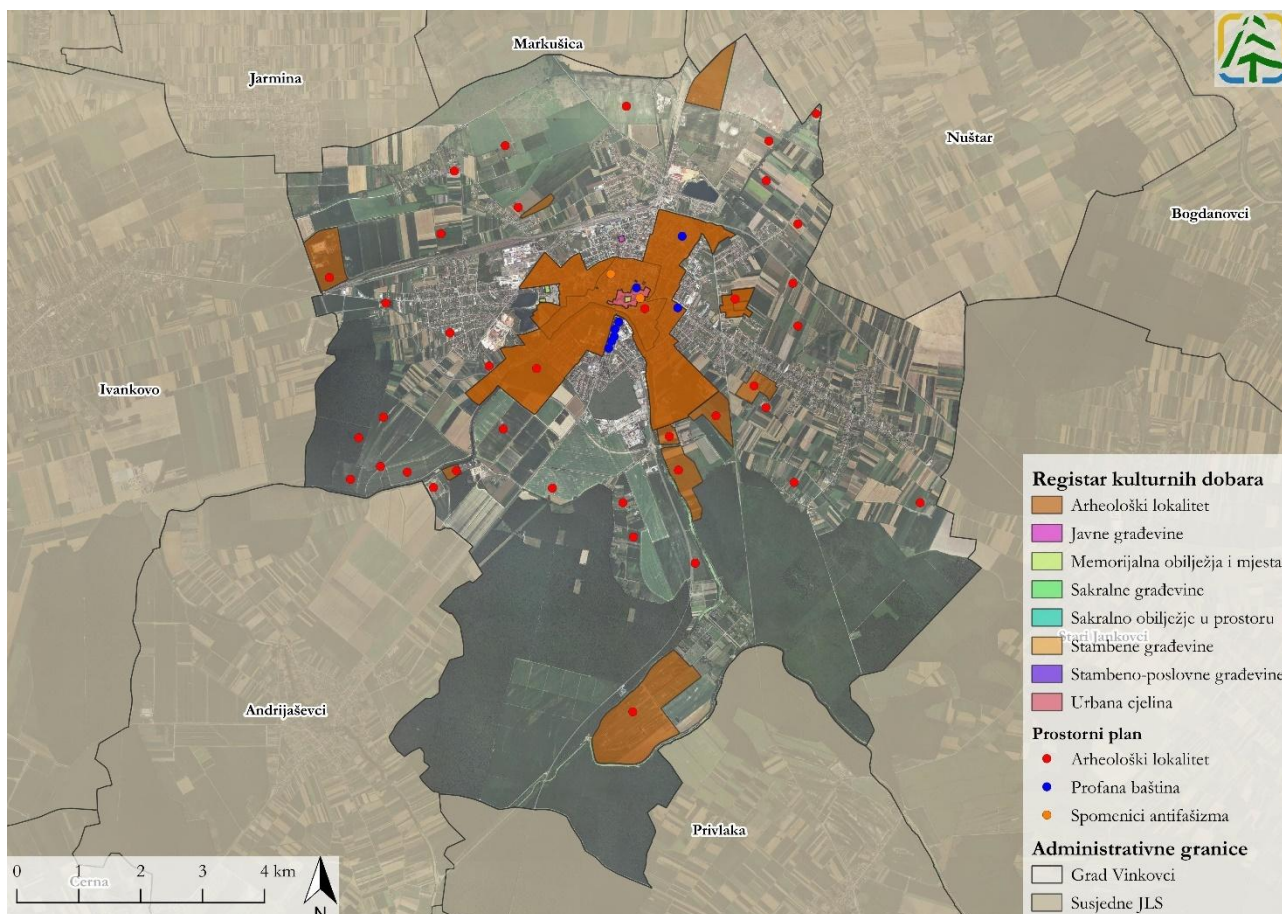 Markušica
Jarmina
Nuštar
Bogdanovci
Ivankovo
Stari Jankovci
Andrijaševci
Privlaka
Cerna
Registar kulturnih dobara
Arheološki lokalitet
Javne građevine
Memorijalna obilježja i mjesta
Sakralne građevine
Sakralno obilježje u prostoru
Stambene građevine
Stambeno-poslovne građevine
Urbana cjelina
Prostorni plan
Arheološki lokalitet
Profana baština
Spomenici antifašizma
Administrativne granice
Grad Vinkovci
Susjedne JLS
0 1 2 3 4 km
N